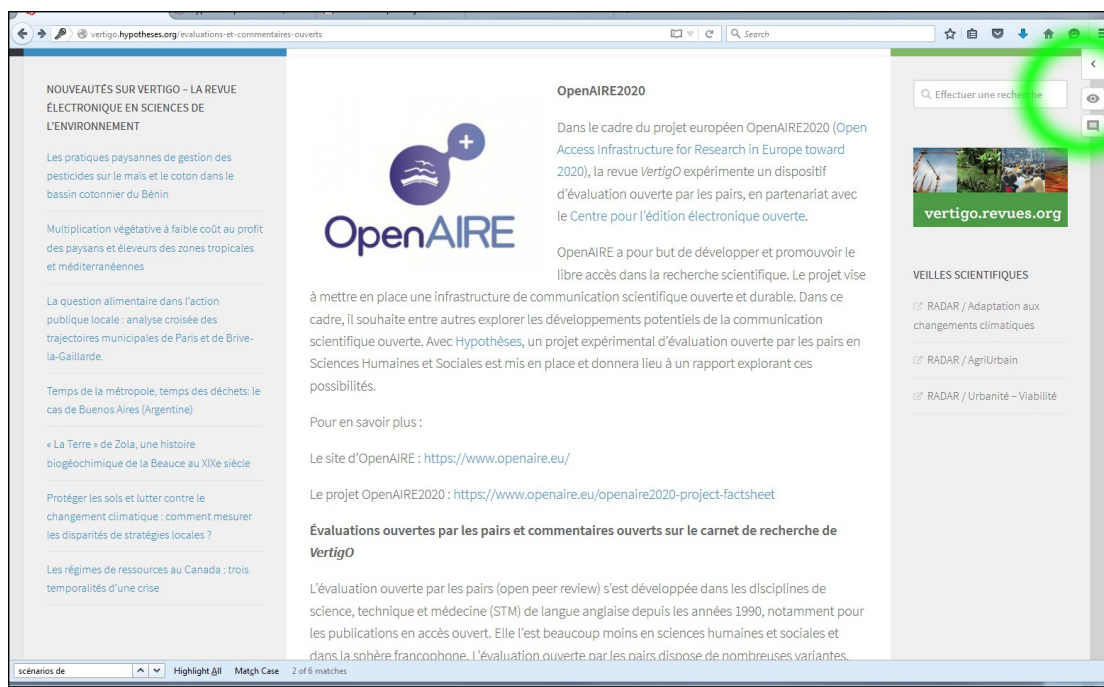 vertigo.hypotheses.org/evaluations-et-commentaires-ouverts
Search
NOUVEAUTÉS SUR VERTIGO – LA REVUE
ÉLECTRONIQUE EN SCIENCES DE
L'ENVIRONNEMENT
Les pratiques paysannes de gestion des
pesticides sur le maïs et le coton dans le
bassin cotonnier du Bénin
Multiplication végétative à faible coût au profit
des paysans et éleveurs des zones tropicales
et méditerranéennes
La question alimentaire dans l'action
publique locale : analyse croisée des
trajectoires municipales de Paris et de Brive-
la-Gaillarde.
Temps de la métropole, temps des déchets: le
cas de Buenos Aires (Argentine)
« La Terre » de Zola, une histoire
biogéochimique de la Beauce au XIXe siècle
Protéger les sols et lutter contre le
changement climatique : comment mesurer
les disparités de stratégies locales ?
Les régimes de ressources au Canada : trois
temporalités d'une crise
OpenAIRE
OpenAIRE2020
Dans le cadre du projet européen OpenAIRE2020 (Open
Access Infrastructure for Research in Europe toward
2020), la revue VertigO expérimente un dispositif
d'évaluation ouverte par les pairs, en partenariat avec
le Centre pour l'édition électronique ouverte.
OpenAIRE a pour but de développer et promouvoir le
libre accès dans la recherche scientifique. Le projet vise
à mettre en place une infrastructure de communication scientifique ouverte et durable. Dans ce
cadre, il souhaite entre autres explorer les développements potentiels de la communication
scientifique ouverte. Avec Hypothèses, un projet expérimental d'évaluation ouverte par les pairs en
Sciences Humaines et Sociales est mis en place et donnera lieu à un rapport explorant ces
possibilités.
Pour en savoir plus :
Le site d'OpenAIRE : https://www.openaire.eu/
Le projet OpenAIRE2020 : https://www.openaire.eu/openaire2020-project-factsheet
Évaluations ouvertes par les pairs et commentaires ouverts sur le carnet de recherche de
VertigO
L'évaluation ouverte par les pairs (open peer review) s'est développée dans les disciplines de
science, technique et médecine (STM) de langue anglaise depuis les années 1990, notamment pour
les publications en accès ouvert. Elle l'est beaucoup moins en sciences humaines et sociales et
dans la sphère francophone. L'évaluation ouverte par les pairs dispose de nombreuses variantes.
Effectuer une recherche
vertigo.revues.org
VEILLES SCIENTIFIQUES
RADAR / Adaptation aux
changements climatiques
RADAR / AgriUrbain
RADAR / Urbanité – Viabilité
scénarios de
Highlight All Match Case 2 of 6 matches